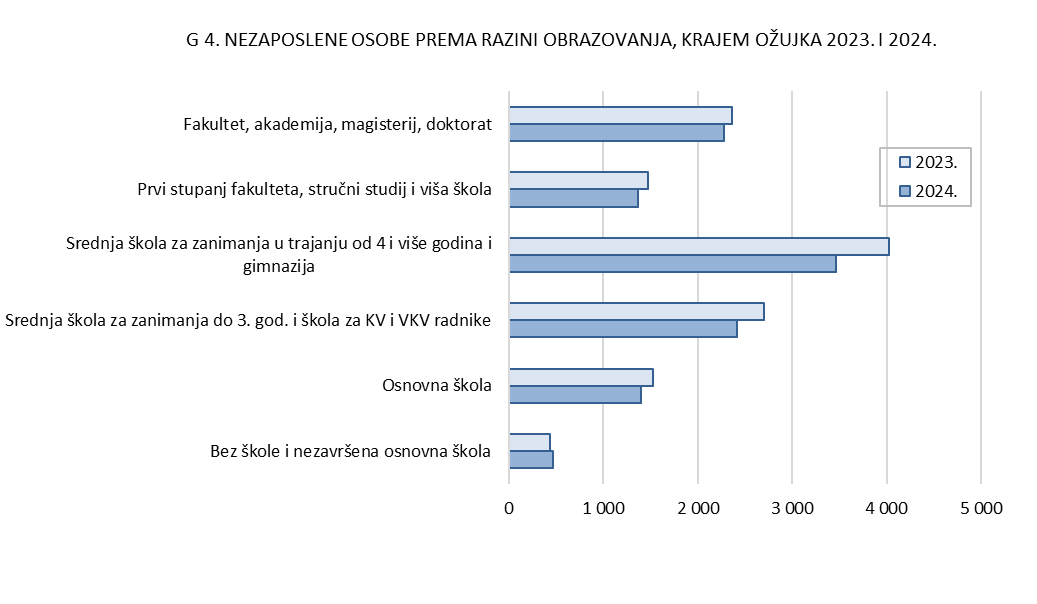 G 4. NEZAPOSLENE OSOBE PREMA RAZINI OBRAZOVANJA, KRAJEM OŽUJKA 2023. I 2024.
Fakultet, akademija, magisterij, doktorat
Prvi stupanj fakulteta, stručni studij i viša škola
Srednja škola za zanimanja u trajanju od 4 i više godina i
gimnazija
Srednja škola za zanimanja do 3. god. i škola za KV i VKV radnike
Osnovna škola
Bez škole i nezavršena osnovna škola
2023.
2024.
0 1 000 2 000 3 000 4 000 5 000